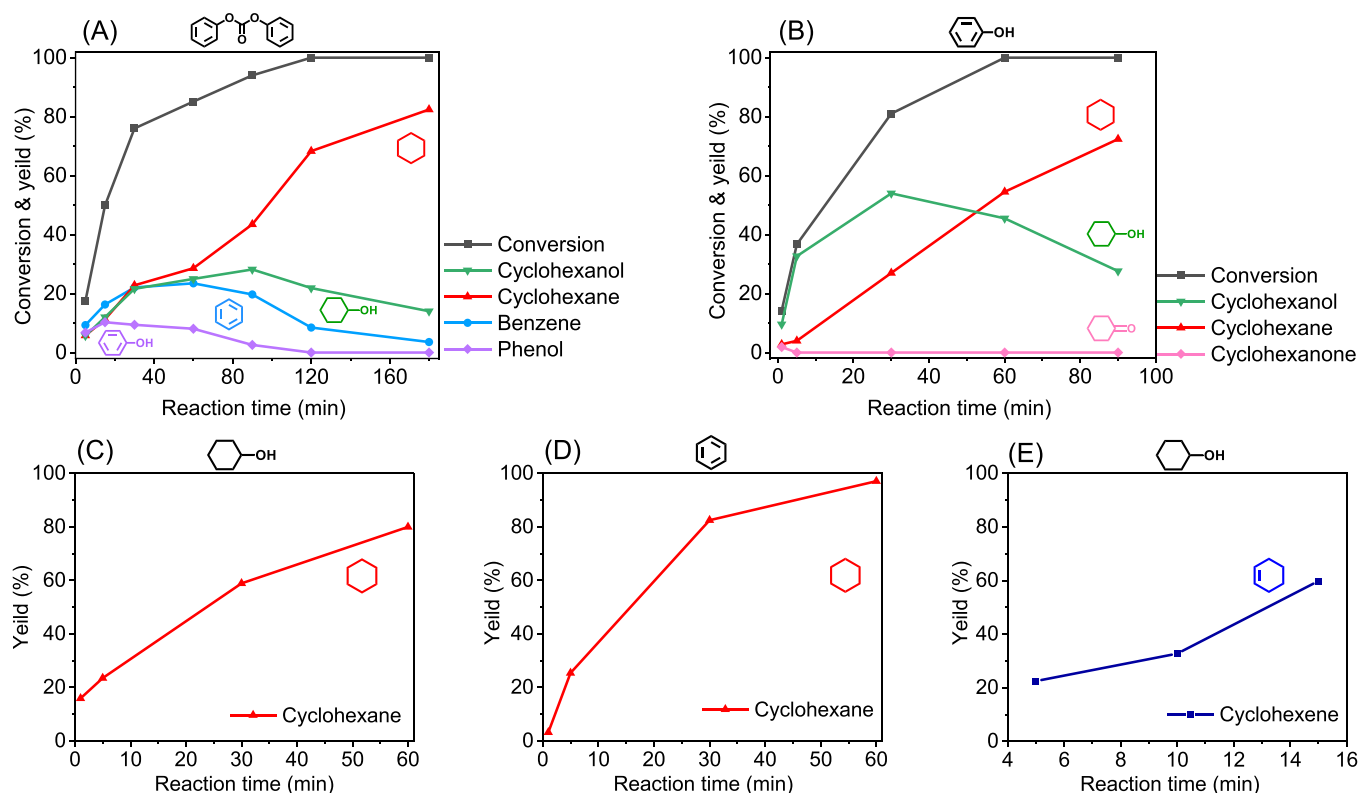 (A)
O O
O
100
80
60
40
20
0
Conversion & yeild (%)
OH
OH
0 40 80 120 160
Reaction time (min)
Conversion
Cyclohexanol
Cyclohexane
Benzene
Phenol
(B)
OH
100
80
60
40
20
0
Conversion & yeild (%)
OH
O
0 20 40 60 80 100
Reaction time (min)
Conversion
Cyclohexanol
Cyclohexane
Cyclohexanone
(C)
OH
100
80
60
40
20
0
Yeild (%)
Cyclohexane
0 10 20 30 40 50 60
Reaction time (min)
(D)
100
80
60
40
20
0
Yeild (%)
Cyclohexane
0 10 20 30 40 50 60
Reaction time (min)
(E)
OH
100
80
60
40
20
0
Yeild (%)
Cyclohexene
4 6 8 10 12 14 16
Reaction time (min)